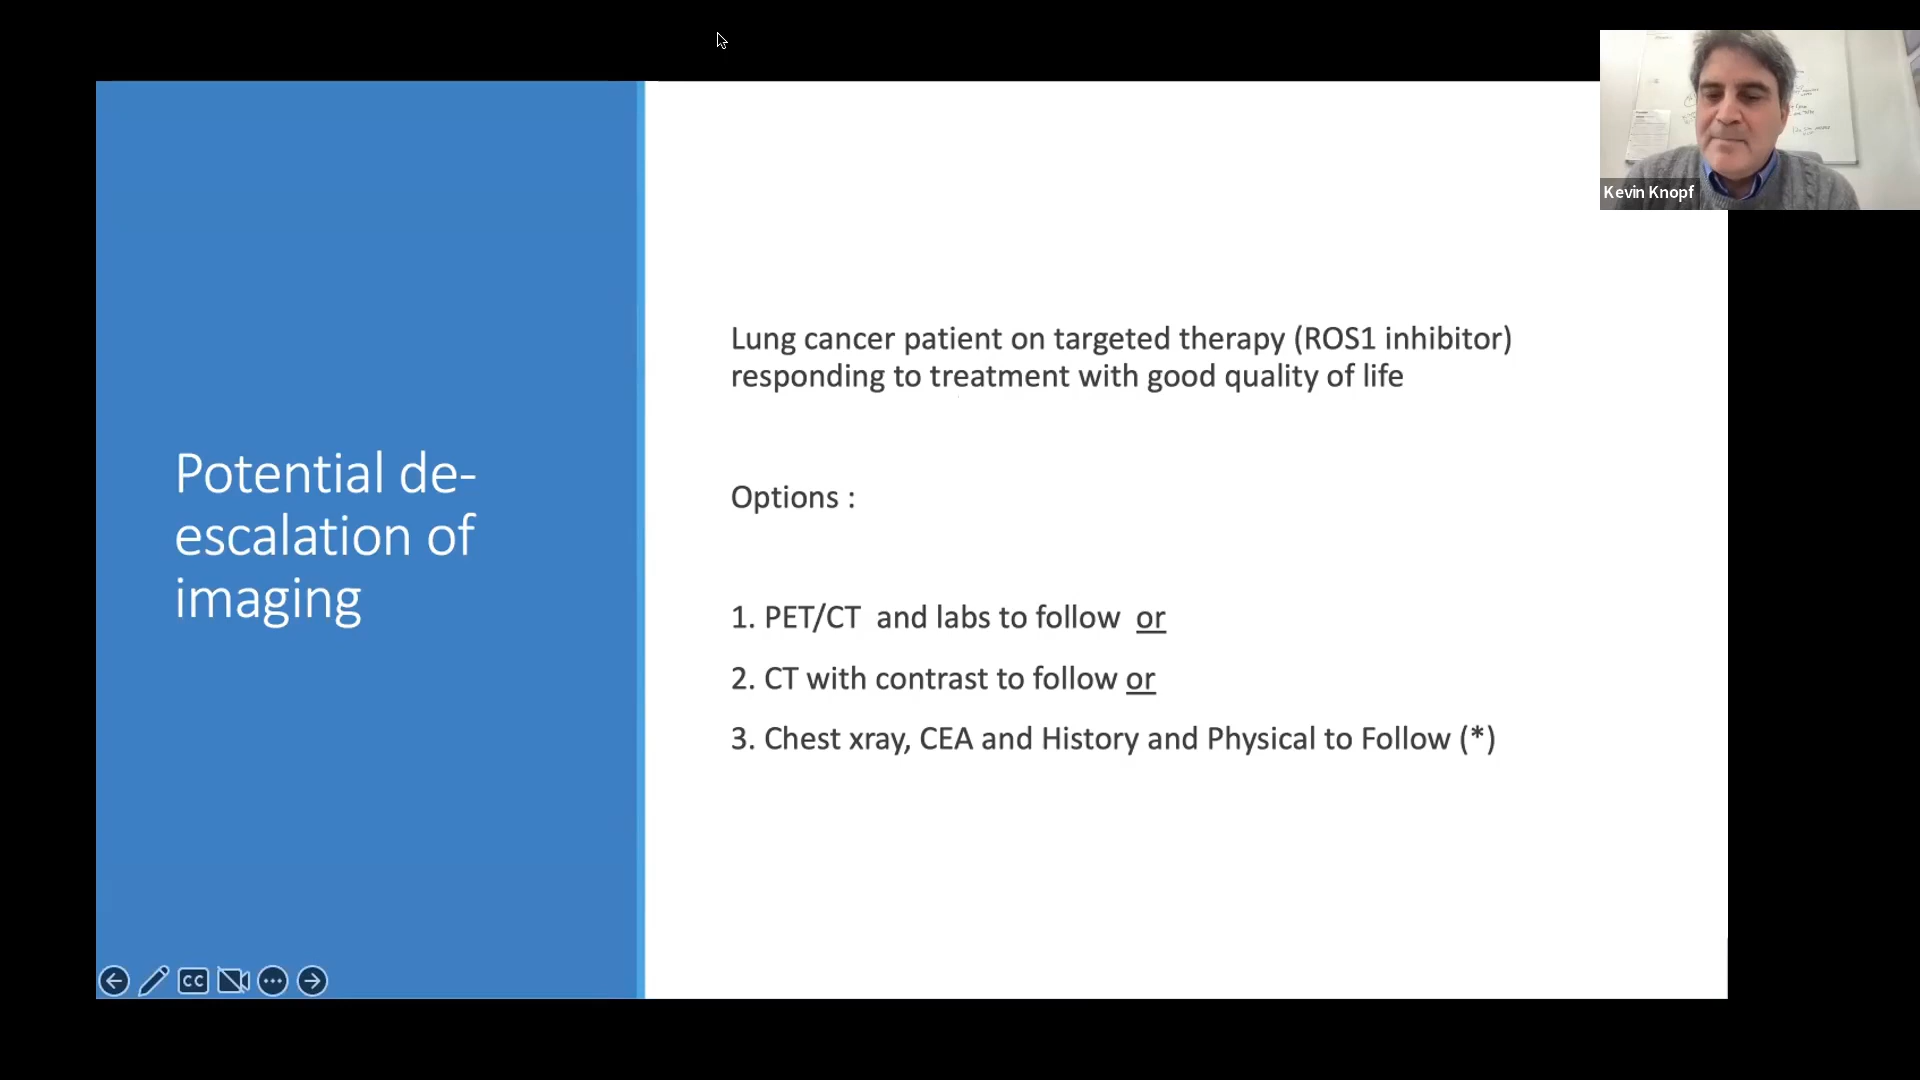 Kevin Knopf
Potential de-
escalation of
imaging
Lung cancer patient on targeted therapy (ROS1 inhibitor)
responding to treatment with good quality of life
Options :
1. PET/CT  and labs to follow  or
2. CT with contrast to follow or
3. Chest xray, CEA and History and Physical to Follow (*)
CC